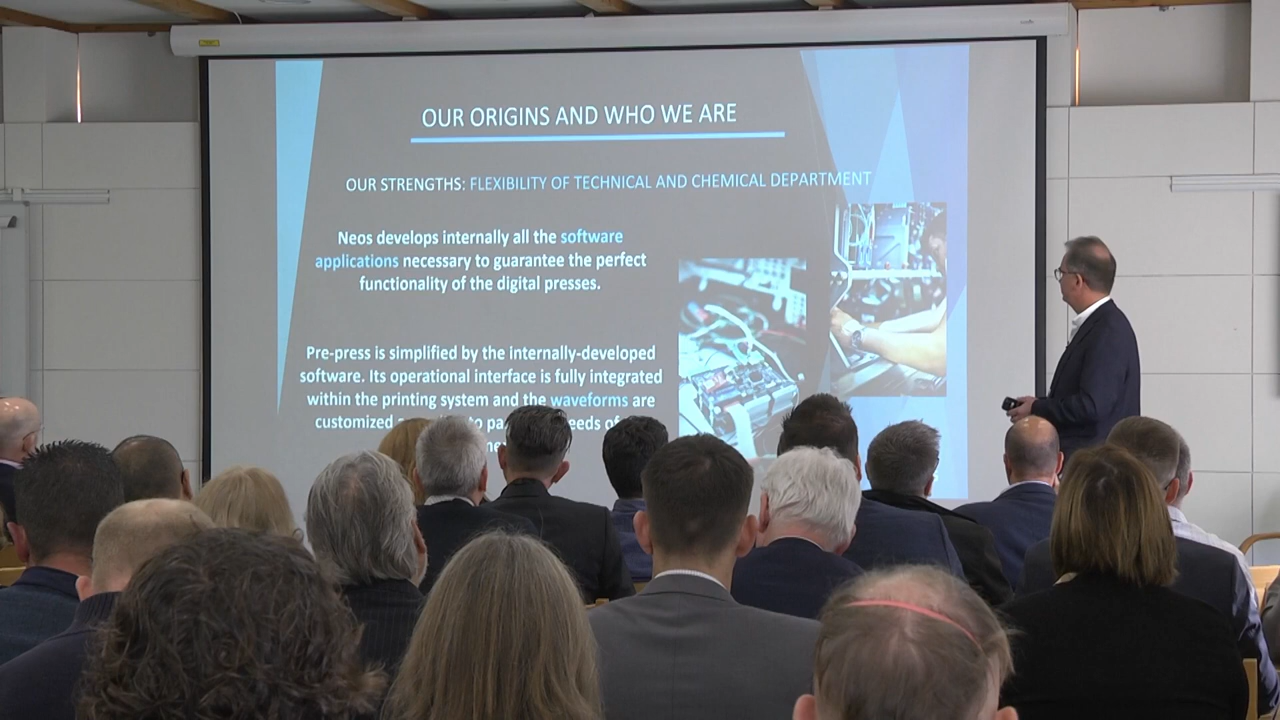 OUR ORIGINS AND WHO WE ARE
OUR STRENGTHS: FLEXIBILITY OF TECHNICAL AND CHEMICAL DEPARTMENT
Neos develops internally all the software
applications necessary to guarantee the perfect
functionality of the digital presses.
Pre-press is simplified by the internally-developed
software. Its operational interface is fully integrated
within the printing system and the waveforms are
customized to